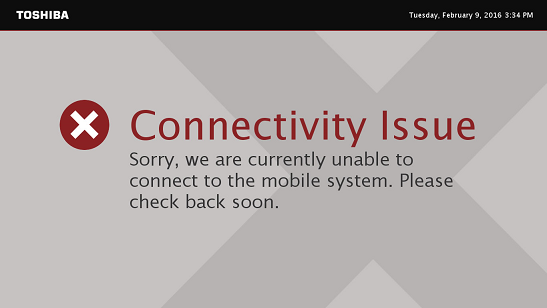 TOSHIBA
Tuesday, February 9, 2016 3:34 PM
Connectivity Issue
Sorry, we are currently unable to
connect to the mobile system. Please
check back soon.